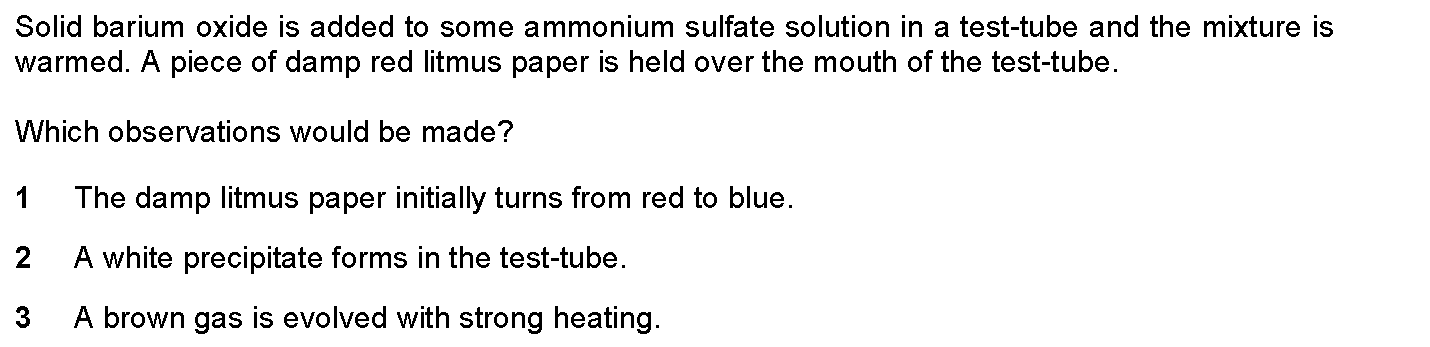 Solid barium oxide is added to some ammonium sulfate solution in a test-tube and the mixture is
warmed. A piece of damp red litmus paper is held over the mouth of the test-tube.
Which observations would be made?
1 The damp litmus paper initially turns from red to blue.
2 A white precipitate forms in the test-tube.
3 A brown gas is evolved with strong heating.